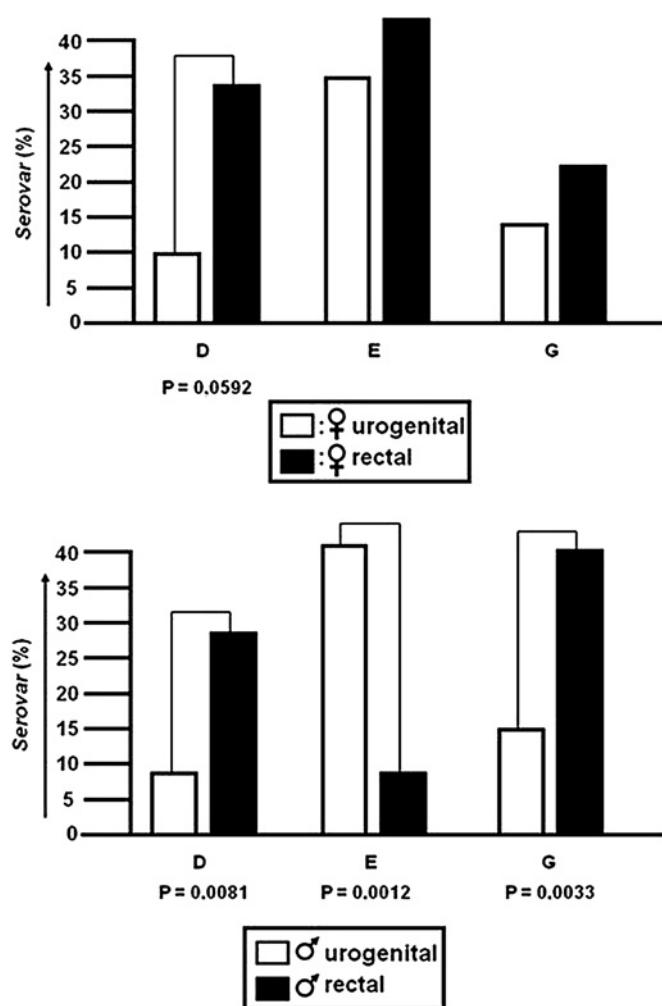 40
35
30
25
20
15
10
5
0
Serovar (%)
D E G
P = 0,0592
:♀ urogenital
:♀ rectal
40
35
30
25
20
15
10
5
0
Serovar (%)
D E G
P = 0,0081 P = 0,0012 P = 0,0033
♂ urogenital
♂ rectal